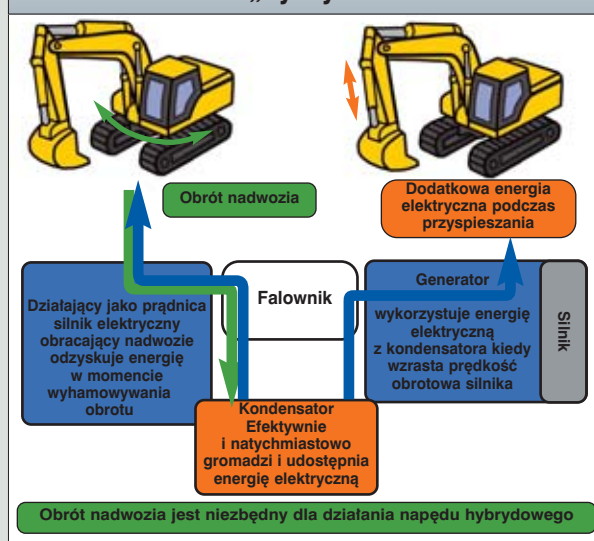 Obrót nadwozia
Dodatkowa energia
elektryczna podczas
przyspieszania
Działający jako prądnica
silnik elektryczny
obracający nadwozie
odzyskuje energię
w momencie
wyhamowywania
obrotu
Falownik
Generator
wykorzystuje energię
elektryczną
z kondensatora kiedy
wzrasta prędkość
obrotowa silnika
Silnik
Kondensator
Efektywnie
i natychmiastowo
gromadzi i udostępnia
energię elektryczną
Obrót nadwozia jest niezbędny dla działania napędu hybrydowego